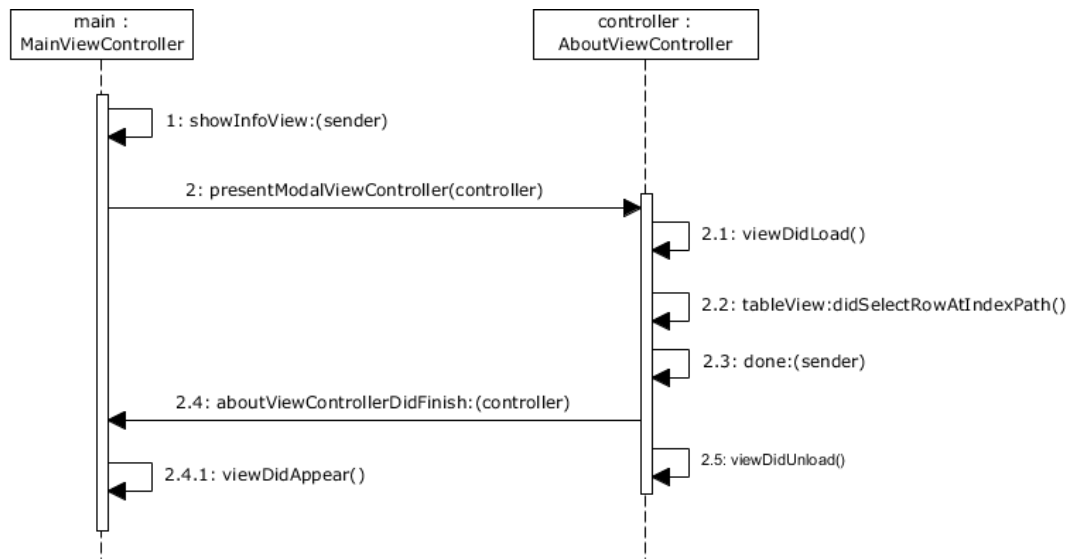 main :
MainViewController
controller :
AboutViewController
1: showInfoView:(sender)
2: presentModalViewController(controller)
2.1: viewDidLoad()
2.2: tableView:didSelectRowAtIndexPath()
2.3: done:(sender)
2.4: aboutViewControllerDidFinish:(controller)
2.5: viewDidUnload()
2.4.1: viewDidAppear()